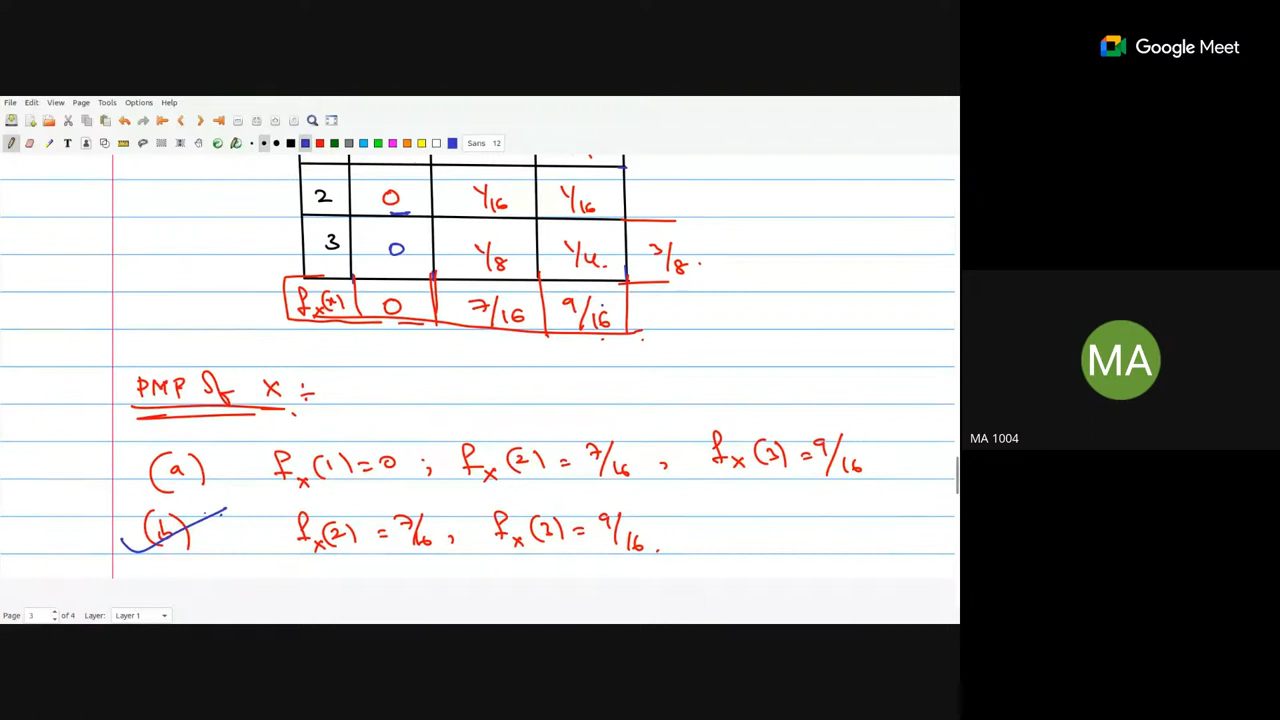 Google Meet
File Edit View Page Tools Options Help
Sans 12
2 0 1/16 1/16
3 0 1/8 1/4. 3/8.
fx(x) 0 7/16 9/16
PMF of X ÷
(a) fx(1) = 0 ; fx(2) = 7/16 , fx(3) = 9/16
(b) fx(2) = 7/16 , fx(3) = 9/16 .
MA
MA 1004
Page 3 of 4 Layer: Layer 1